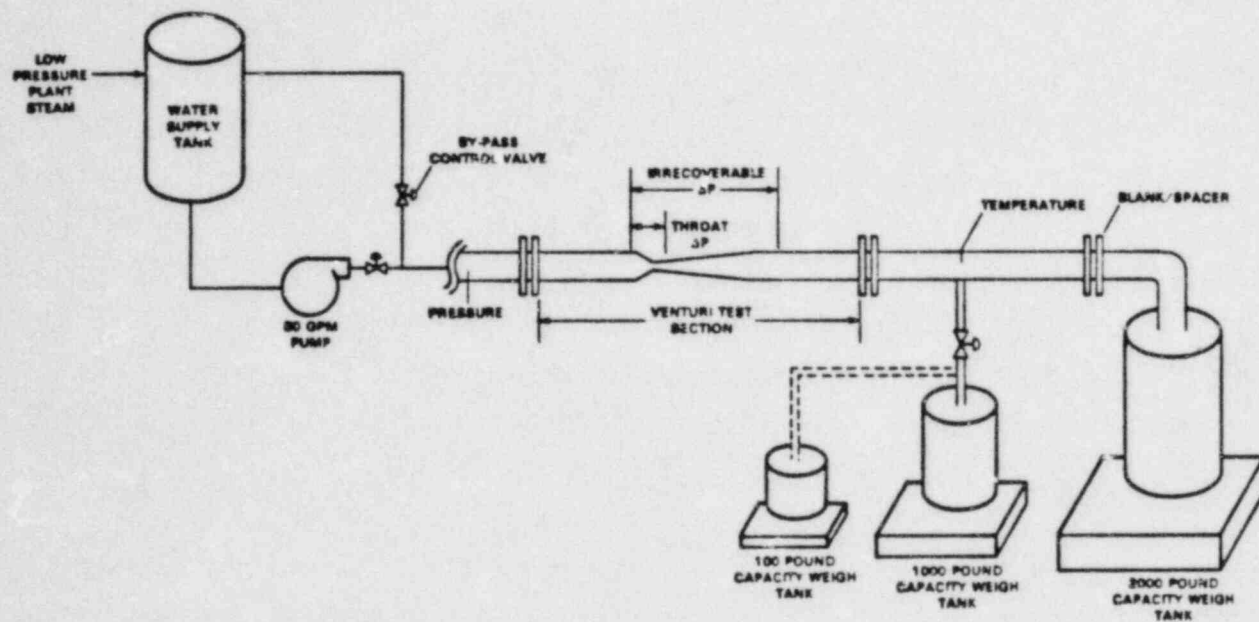 LOW
PRESSURE
PLANT
STEAM
WATER
SUPPLY
TANK
BY-PASS
CONTROL VALVE
IRRECOVERABLE
ΔP
THROAT
ΔP
TEMPERATURE
BLANK/SPACER
PRESSURE
VENTURI TEST
SECTION
GPM
PUMP
100 POUND
CAPACITY WEIGH
TANK
1000 POUND
CAPACITY WEIGH
TANK
2000 POUND
CAPACITY WEIGH
TANK